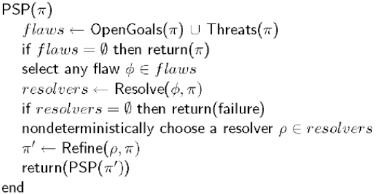 PSP(π)
flaws ← OpenGoals(π) ∪ Threats(π)
if flaws = ∅ then return(π)
select any flaw ϕ ∈ flaws
resolvers ← Resolve(ϕ, π)
if resolvers = ∅ then return(failure)
nondeterministically choose a resolver ρ ∈ resolvers
π′ ← Refine(ρ, π)
return(PSP(π′))
end